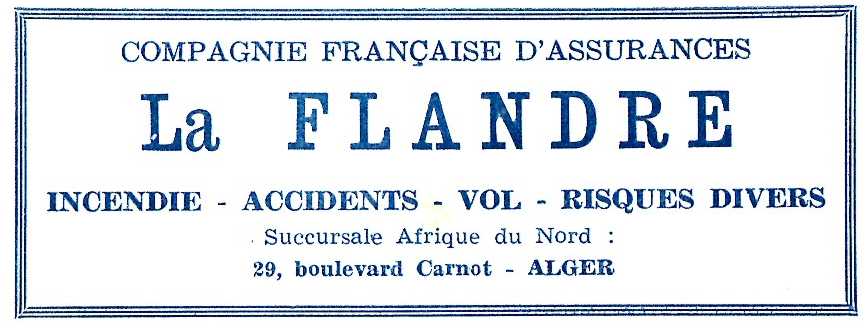 COMPAGNIE FRANÇAISE D'ASSURANCES
La FLANDRE
INCENDIE - ACCIDENTS - VOL - RISQUES DIVERS
Succursale Afrique du Nord :
29, boulevard Carnot - ALGER